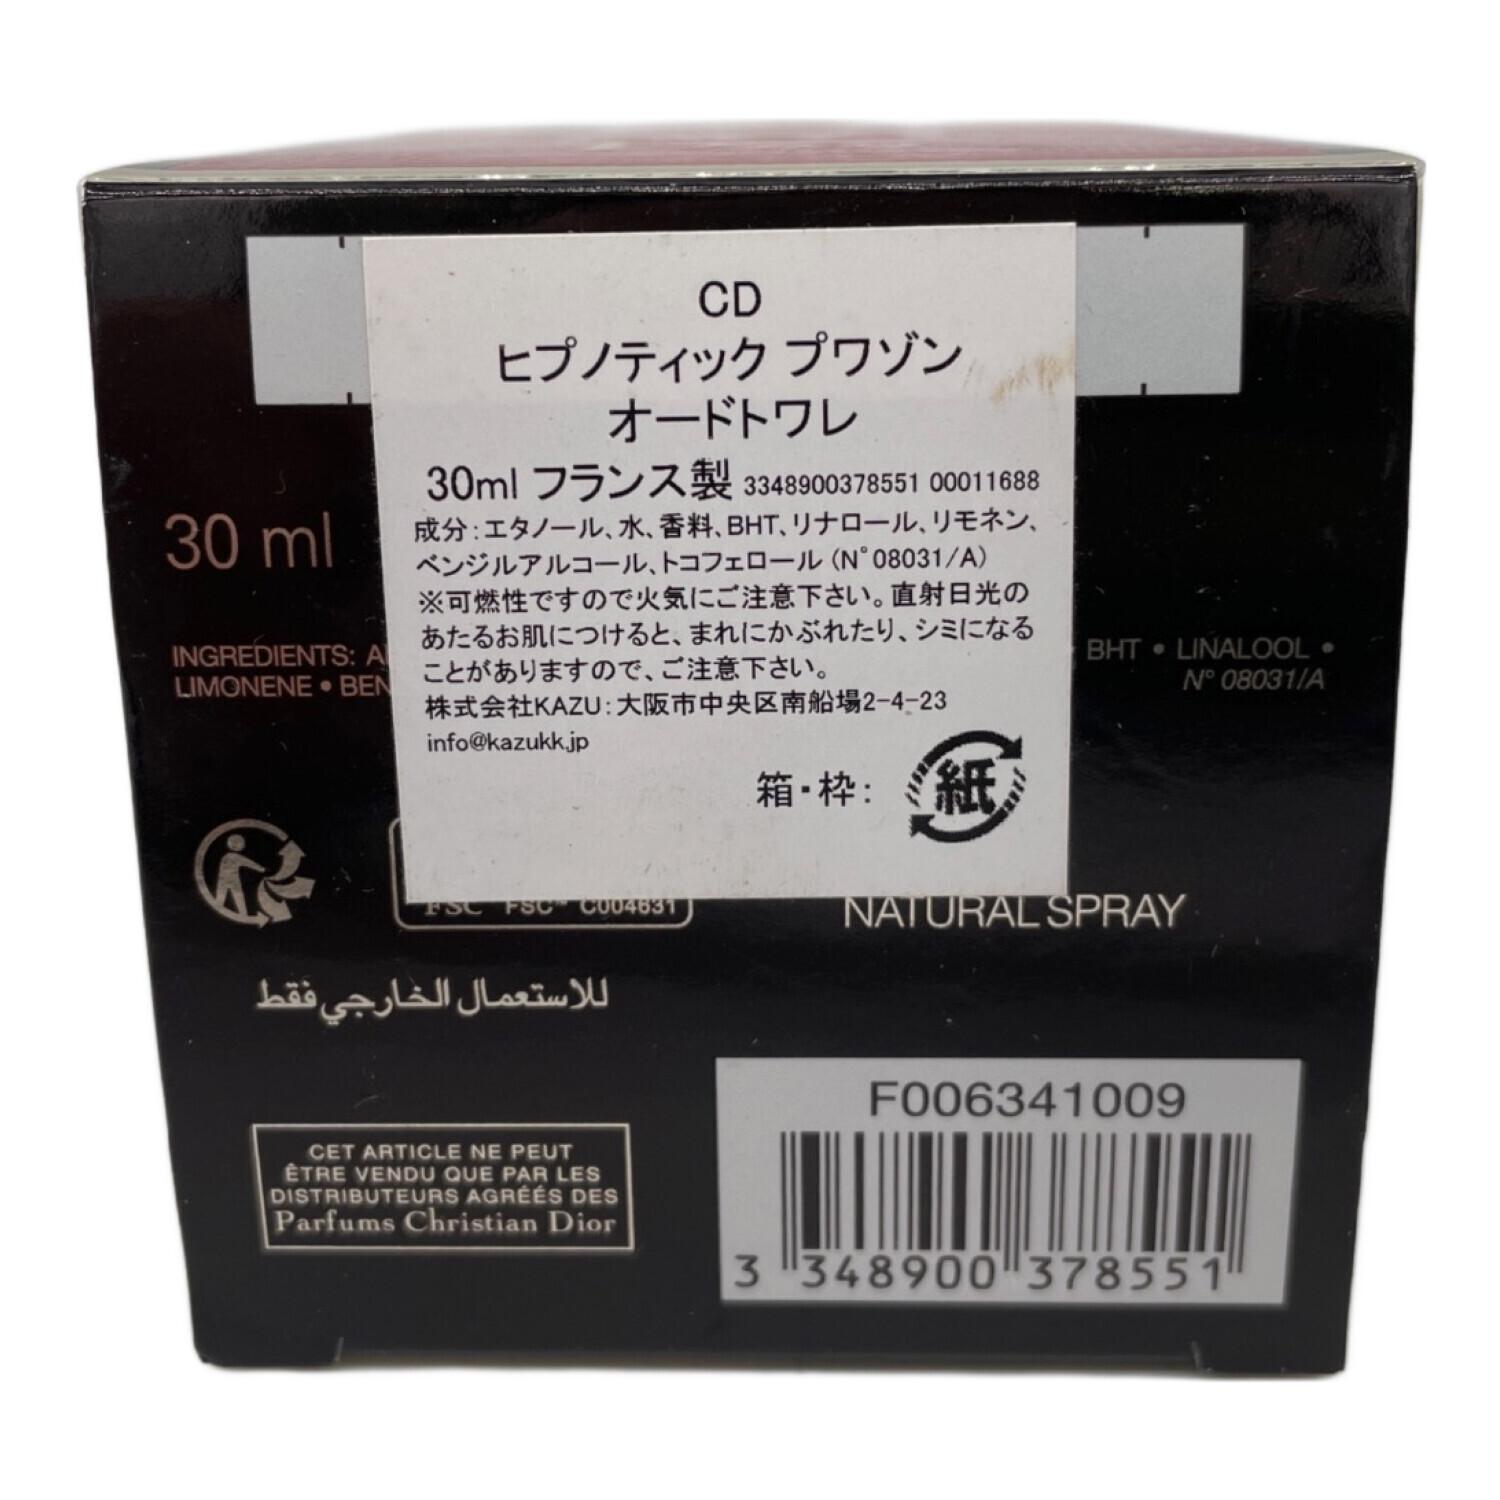 CD
ヒプノティック プワゾン
オードトワレ
30ml フランス製 3348900378551 00011688
成分:エタノール、水、香料、BHT、リナロール、リモネン、
ベンジルアルコール、トコフェロール (N°08031/A)
※可燃性ですので火気にご注意下さい。直射日光の
あたるお肌につけると、まれにかぶれたり、シミになる
ことがありますので、ご注意下さい。
株式会社KAZU:大阪市中央区南船場2-4-23
info@kazukk.jp
箱・枠: 紙
30 ml
INGREDIENTS: BHT • LINALOOL •
LIMONENE • N° 08031/A
FSC FSC™ C004631
NATURAL SPRAY
للاستعمال الخارجي فقط
CET ARTICLE NE PEUT
ÊTRE VENDU QUE PAR LES
DISTRIBUTEURS AGRÉÉS DES
Parfums Christian Dior
F006341009
3 348900 378551